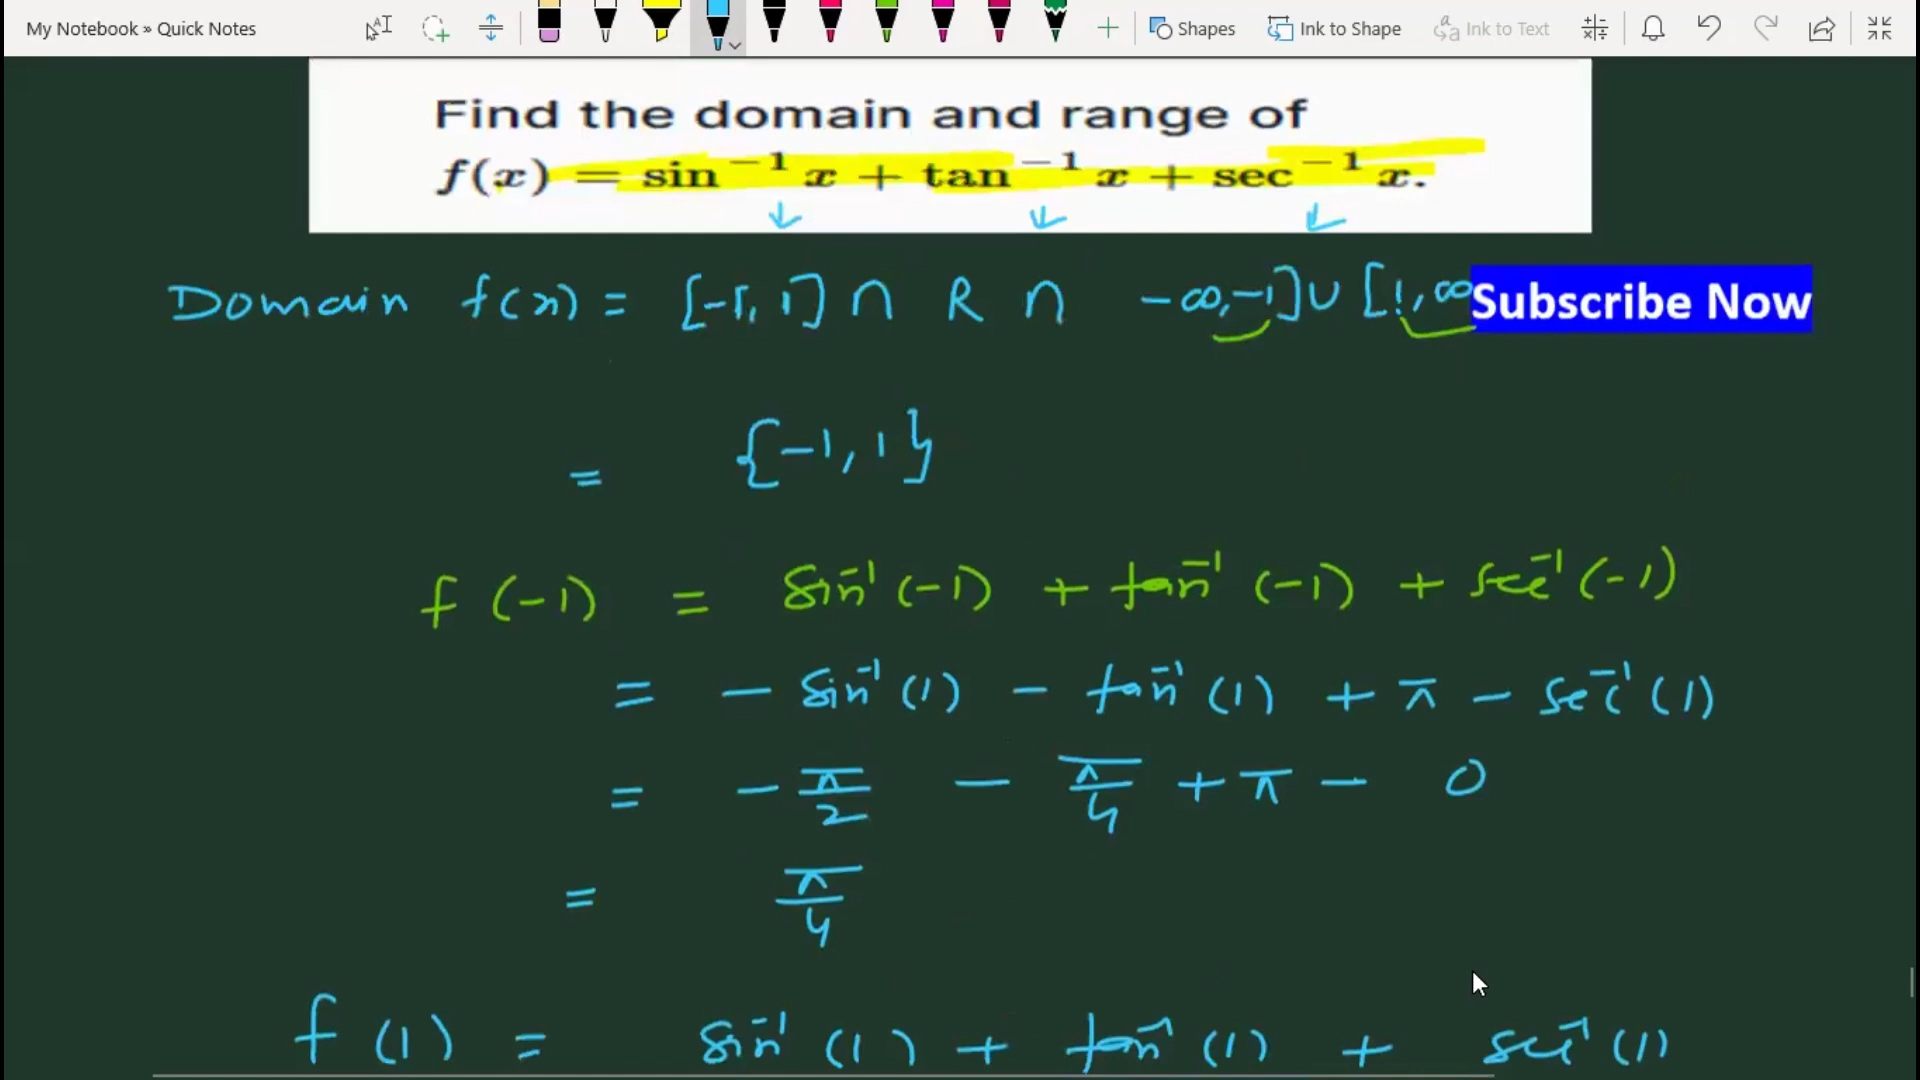 My Notebook » Quick Notes
Shapes
Ink to Shape
Ink to Text
Find the domain and range of
f(x) = sin⁻¹ x + tan⁻¹ x + sec⁻¹ x.
Domain f(x) = [-1, 1] ∩ R ∩ -∞, -1] ∪ [1, ∞
Subscribe Now
= {-1, 1}
f (-1) = sin⁻¹ (-1) + tan⁻¹ (-1) + sec⁻¹ (-1)
= - sin⁻¹ (1) - tan⁻¹ (1) + π - sec⁻¹ (1)
= - π/2 - π/4 + π - 0
= π/4
f (1) = sin⁻¹ (1) + tan⁻¹ (1) + sec⁻¹ (1)